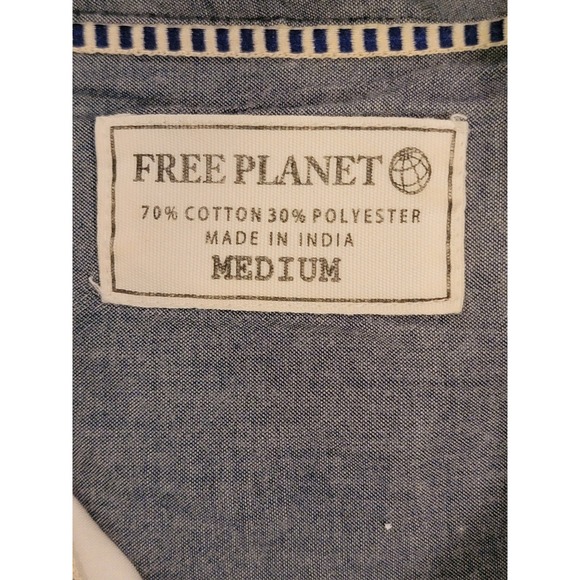 FREE PLANET
70% COTTON 30% POLYESTER
MADE IN INDIA
MEDIUM